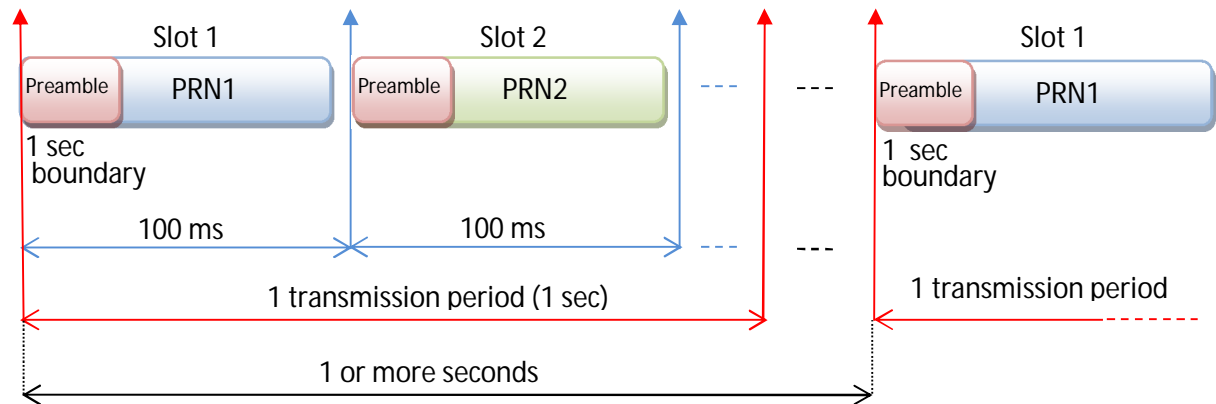 Slot 1
Slot 2
Slot 1
Preamble
PRN1
Preamble
PRN2
Preamble
PRN1
1 sec
boundary
1 sec
boundary
100 ms
100 ms
1 transmission period (1 sec)
1 transmission period
1 or more seconds